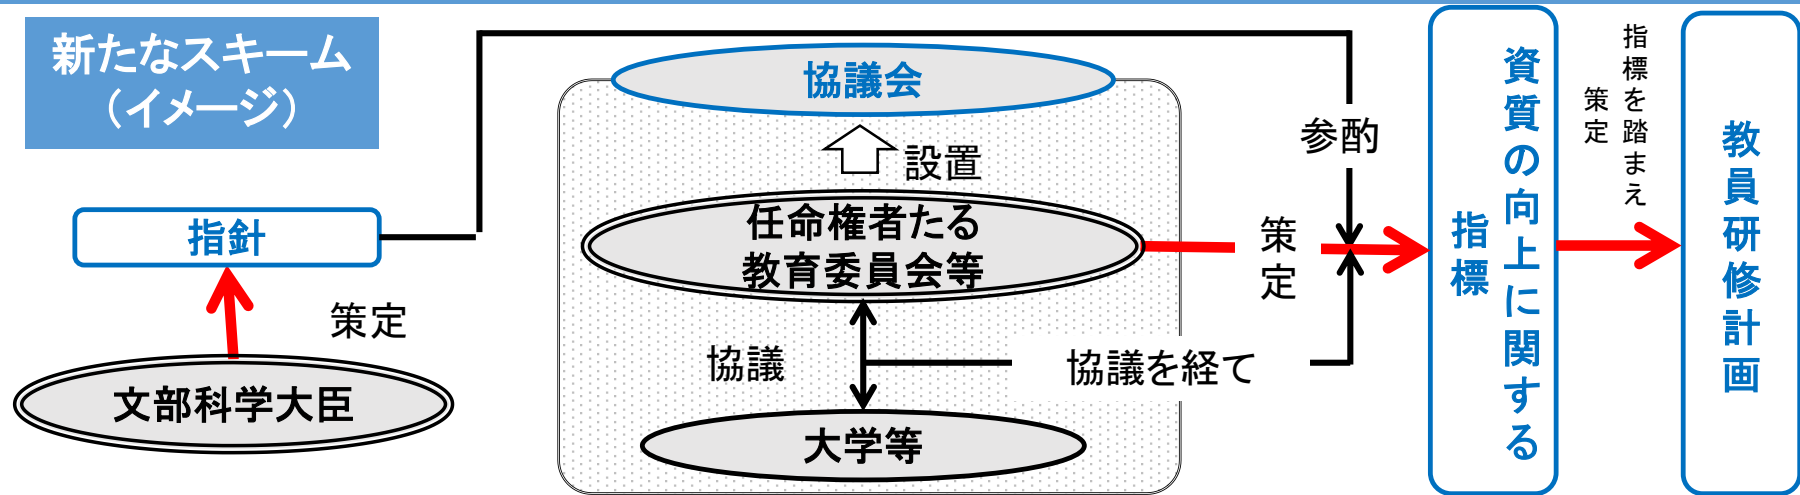 新たなスキーム
（イメージ）
指針
策定
文部科学大臣
協議会
設置
任命権者たる
教育委員会等
協議
大学等
協議を経て
参酌
策定
資質の向上に関する
指標
指標を踏まえ
策定
教員研修計画